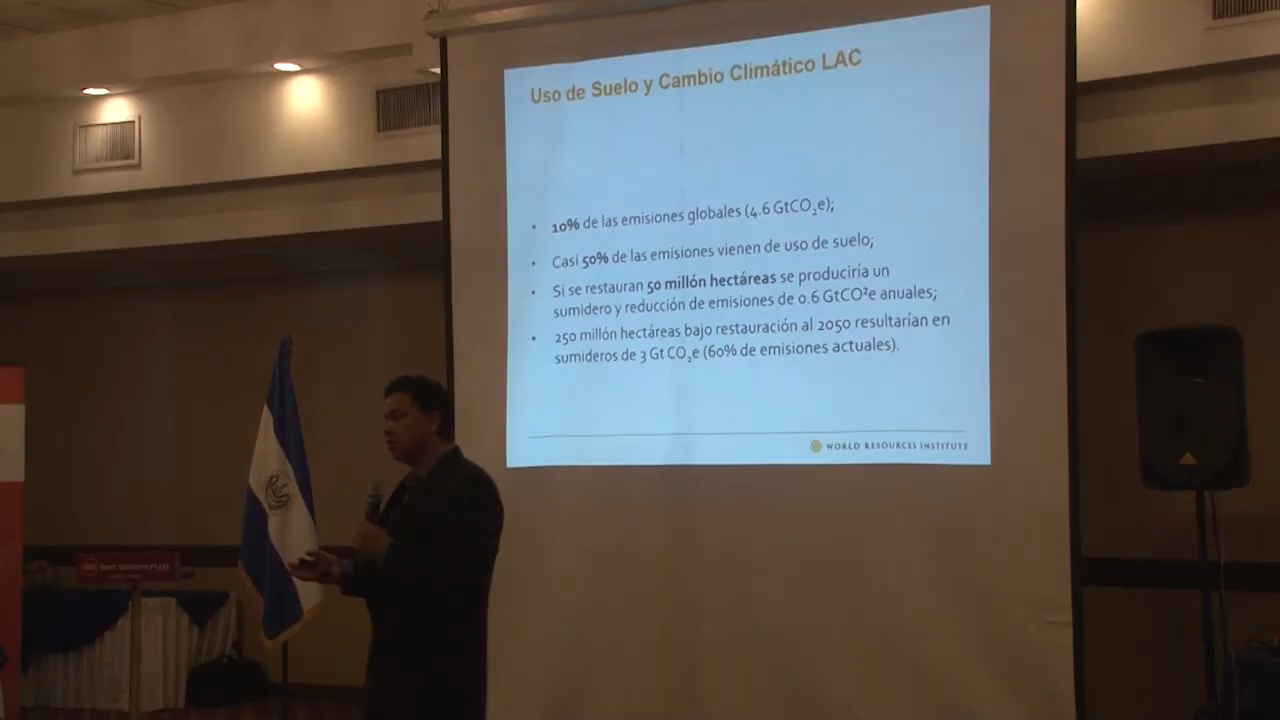 Uso de Suelo y Cambio Climático LAC
• 10% de las emisiones globales (4.6 GtCO₂e);
• Casi 50% de las emisiones vienen de uso de suelo;
• Si se restauran 50 millón hectáreas se produciría un
sumidero y reducción de emisiones de 0.6 GtCO²e anuales;
• 250 millón hectáreas bajo restauración al 2050 resultarían en
sumideros de 3 Gt CO₂e (60% de emisiones actuales).
WORLD RESOURCES INSTITUTE
Best Western PLUS